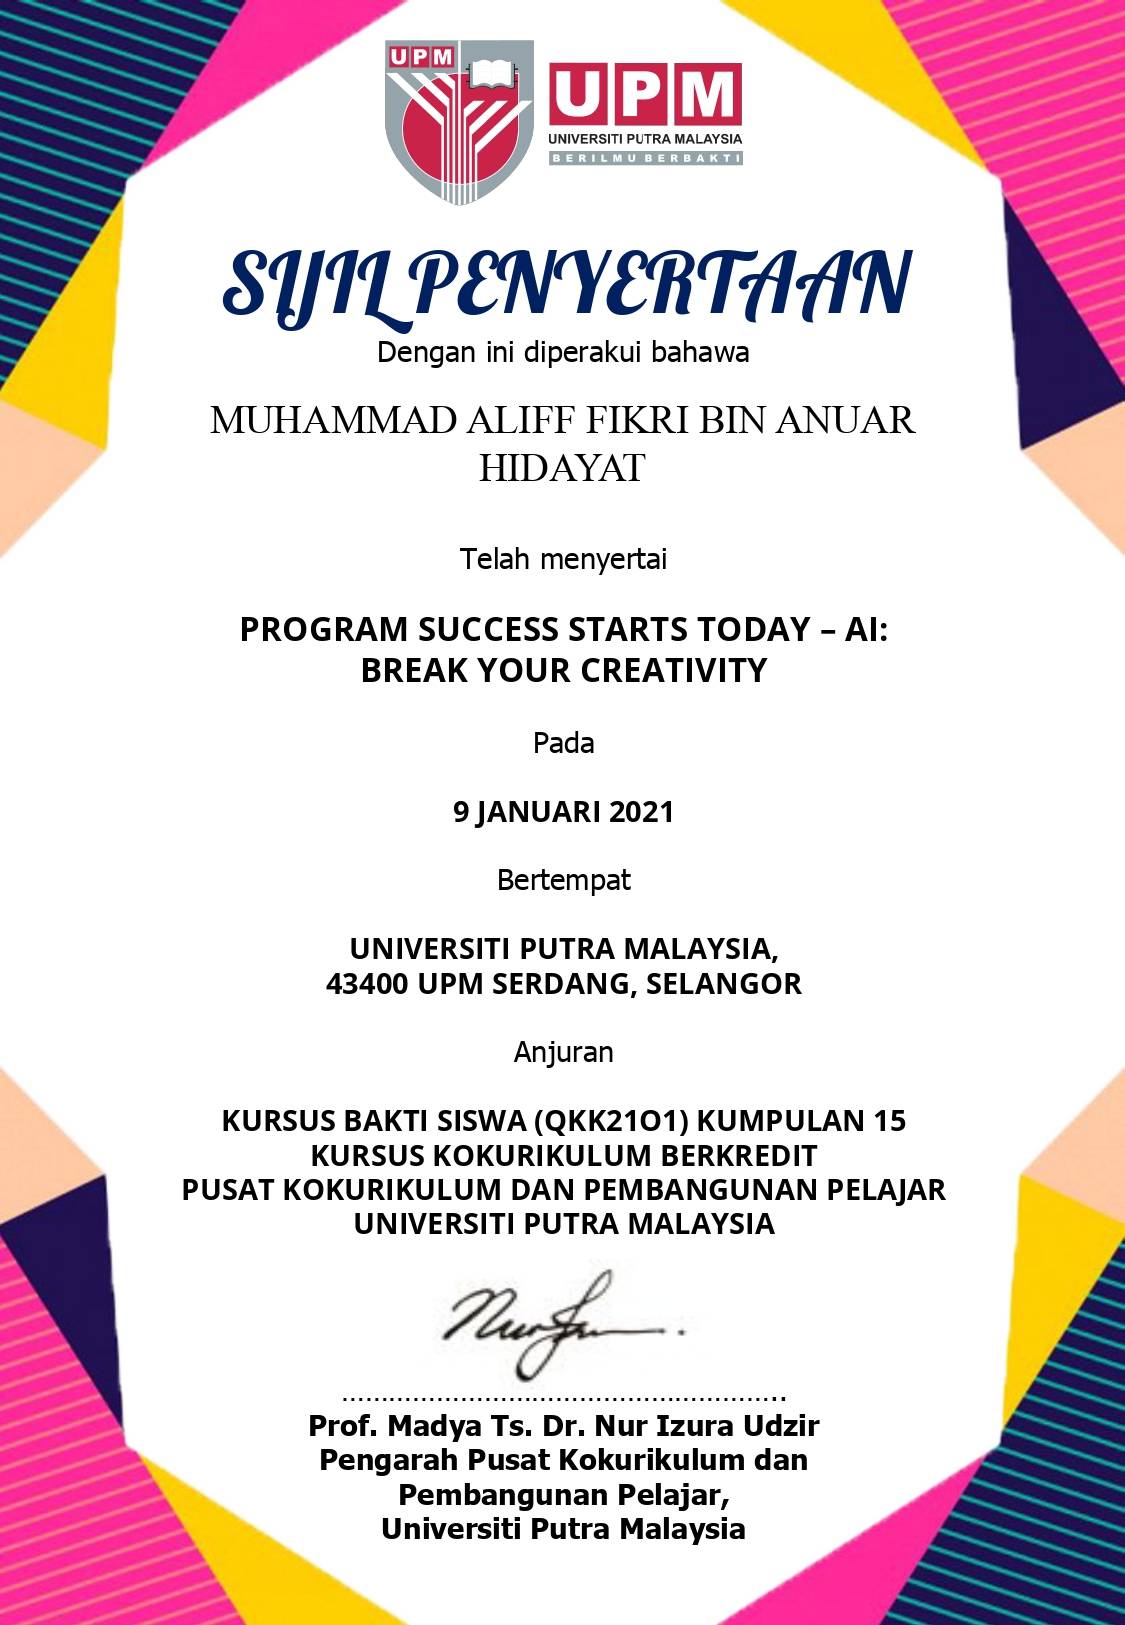 UPM
UPM
UNIVERSITI PUTRA MALAYSIA
BERILMU BERBAKTI
SIJIL PENYERTAAN
Dengan ini diperakui bahawa
MUHAMMAD ALIFF FIKRI BIN ANUAR
HIDAYAT
Telah menyertai
PROGRAM SUCCESS STARTS TODAY – AI:
BREAK YOUR CREATIVITY
Pada
9 JANUARI 2021
Bertempat
UNIVERSITI PUTRA MALAYSIA,
43400 UPM SERDANG, SELANGOR
Anjuran
KURSUS BAKTI SISWA (QKK21O1) KUMPULAN 15
KURSUS KOKURIKULUM BERKREDIT
PUSAT KOKURIKULUM DAN PEMBANGUNAN PELAJAR
UNIVERSITI PUTRA MALAYSIA
Prof. Madya Ts. Dr. Nur Izura Udzir
Pengarah Pusat Kokurikulum dan
Pembangunan Pelajar,
Universiti Putra Malaysia